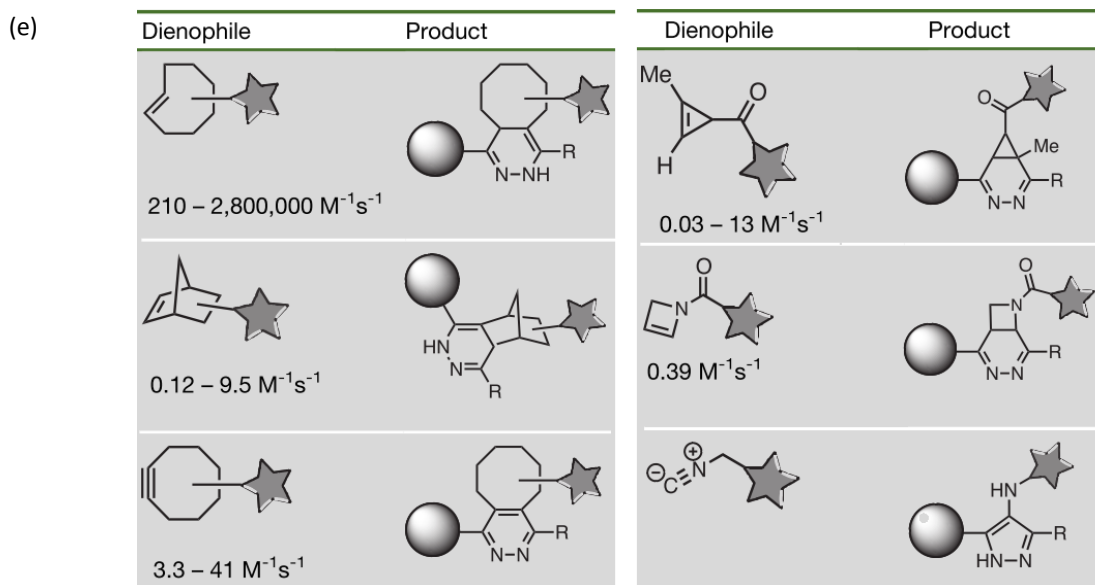 (e)
Dienophile Product
210 – 2,800,000 M⁻¹s⁻¹
N–NH
R
0.12 – 9.5 M⁻¹s⁻¹
HN
N
R
3.3 – 41 M⁻¹s⁻¹
N–N
R
Dienophile Product
Me
O
H
0.03 – 13 M⁻¹s⁻¹
O
Me
R
N–N
O
N
0.39 M⁻¹s⁻¹
O
N
R
N–N
⊖C≡N⊕
HN
R
HN–N